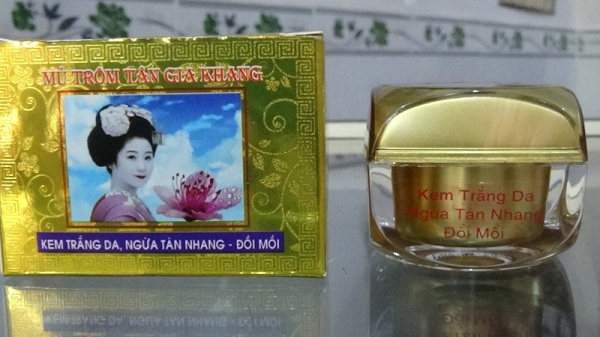 MỦ TRÔM TÂN GIA KHANG
KEM TRẮNG DA, NGỪA TÀN NHANG - ĐỒI MỒI
Kem Trắng Da
Ngừa Tàn Nhang
Đồi Mồi